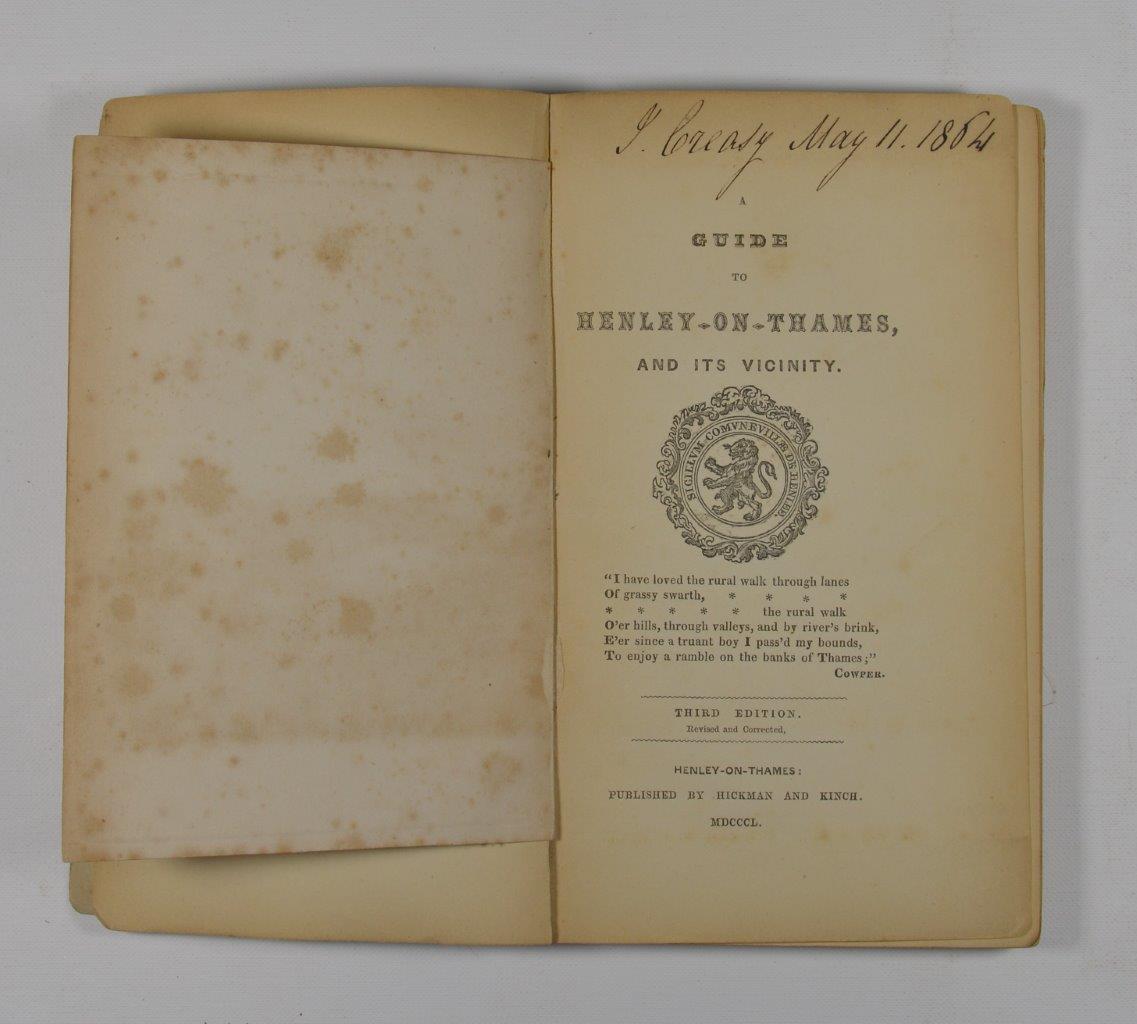 J. Creasy May 11. 1864
A
GUIDE
TO
HENLEY-ON-THAMES,
AND ITS VICINITY.
SIGILLVM COMVNE VILLÆ DE HENLEE.
“I have loved the rural walk through lanes
Of grassy swarth, * * * *
* * * * * the rural walk
O'er hills, through valleys, and by river's brink,
E'er since a truant boy I pass'd my bounds,
To enjoy a ramble on the banks of Thames;”
COWPER.
THIRD EDITION.
Revised and Corrected,
HENLEY-ON-THAMES:
PUBLISHED BY HICKMAN AND KINCH.
MDCCCL.